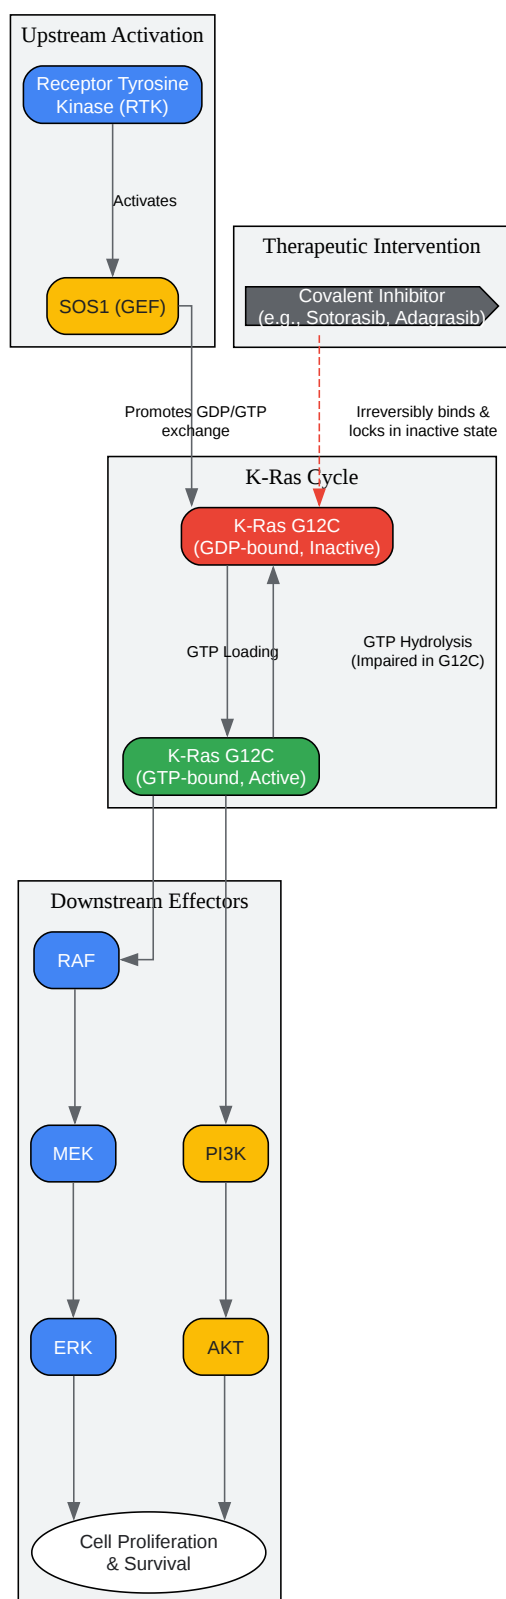 Upstream Activation
Receptor Tyrosine
Kinase (RTK)
Activates
SOS1 (GEF)
Therapeutic Intervention
Covalent Inhibitor
(e.g., Sotorasib, Adagrasib)
Promotes GDP/GTP
exchange
Irreversibly binds &
locks in inactive state
K-Ras Cycle
K-Ras G12C
(GDP-bound, Inactive)
GTP Loading
GTP Hydrolysis
(Impaired in G12C)
K-Ras G12C
(GTP-bound, Active)
Downstream Effectors
RAF
MEK
PI3K
ERK
AKT
Cell Proliferation
& Survival